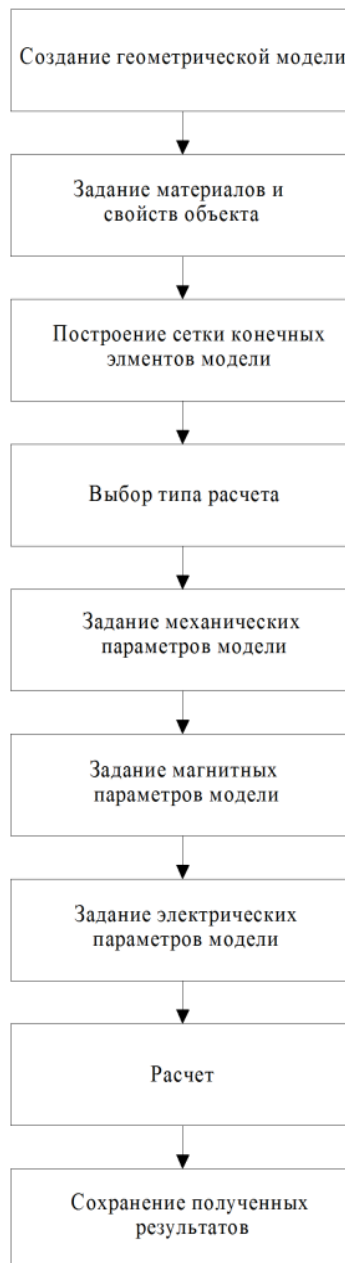 Создание геометрической модели
Задание материалов и
свойств объекта
Построение сетки конечных
элментов модели
Выбор типа расчета
Задание механических
параметров модели
Задание магнитных
параметров модели
Задание электрических
параметров модели
Расчет
Сохранение полученных
результатов